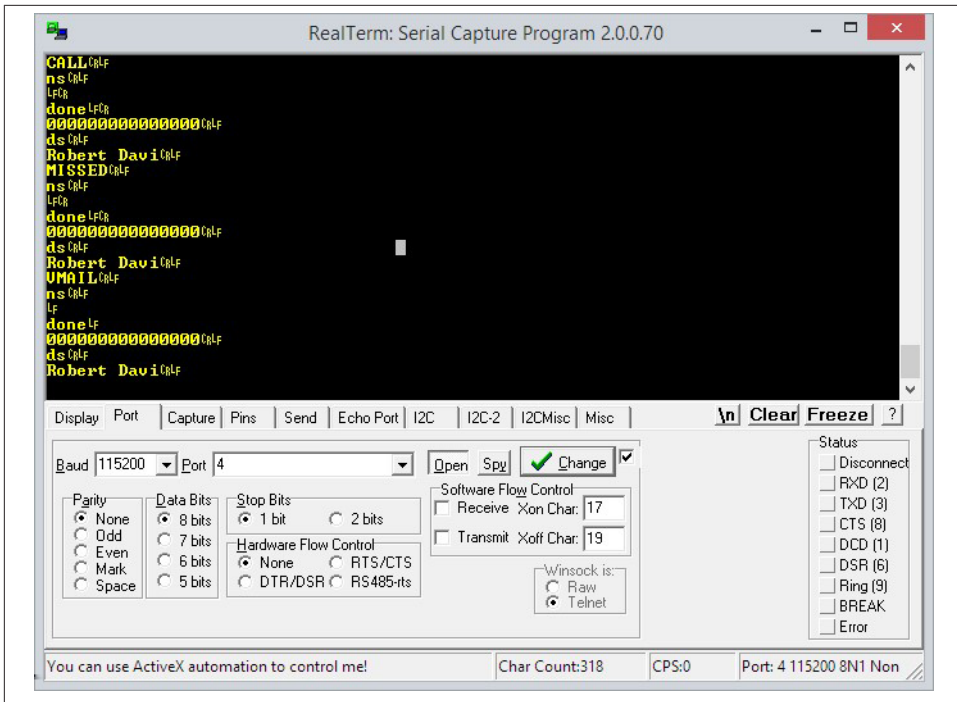 RealTerm: Serial Capture Program 2.0.0.70
CALLCRLF
nsCRLF
LFCR
doneLFCR
000000000000000CRLF
dsCRLF
Robert DaviCRLF
MISSEDCRLF
nsCRLF
LFCR
doneLFCR
000000000000000CRLF
dsCRLF
Robert DaviCRLF
VMAILCRLF
nsCRLF
LF
doneLF
000000000000000CRLF
dsCRLF
Robert DaviCRLF
Display Port Capture Pins Send Echo Port I2C I2C-2 I2CMisc Misc \n Clear Freeze ?
Baud 115200 Port 4 Open Spy Change
Parity
None
Odd
Even
Mark
Space
Data Bits
8 bits
7 bits
6 bits
5 bits
Stop Bits
1 bit 2 bits
Hardware Flow Control
None RTS/CTS
DTR/DSR RS485-rts
Software Flow Control
Receive Xon Char: 17
Transmit Xoff Char: 19
Winsock is:
Raw
Telnet
Status
Disconnect
RXD (2)
TXD (3)
CTS (8)
DCD (1)
DSR (6)
Ring (9)
BREAK
Error
You can use ActiveX automation to control me! Char Count:318 CPS:0 Port: 4 115200 8N1 Non